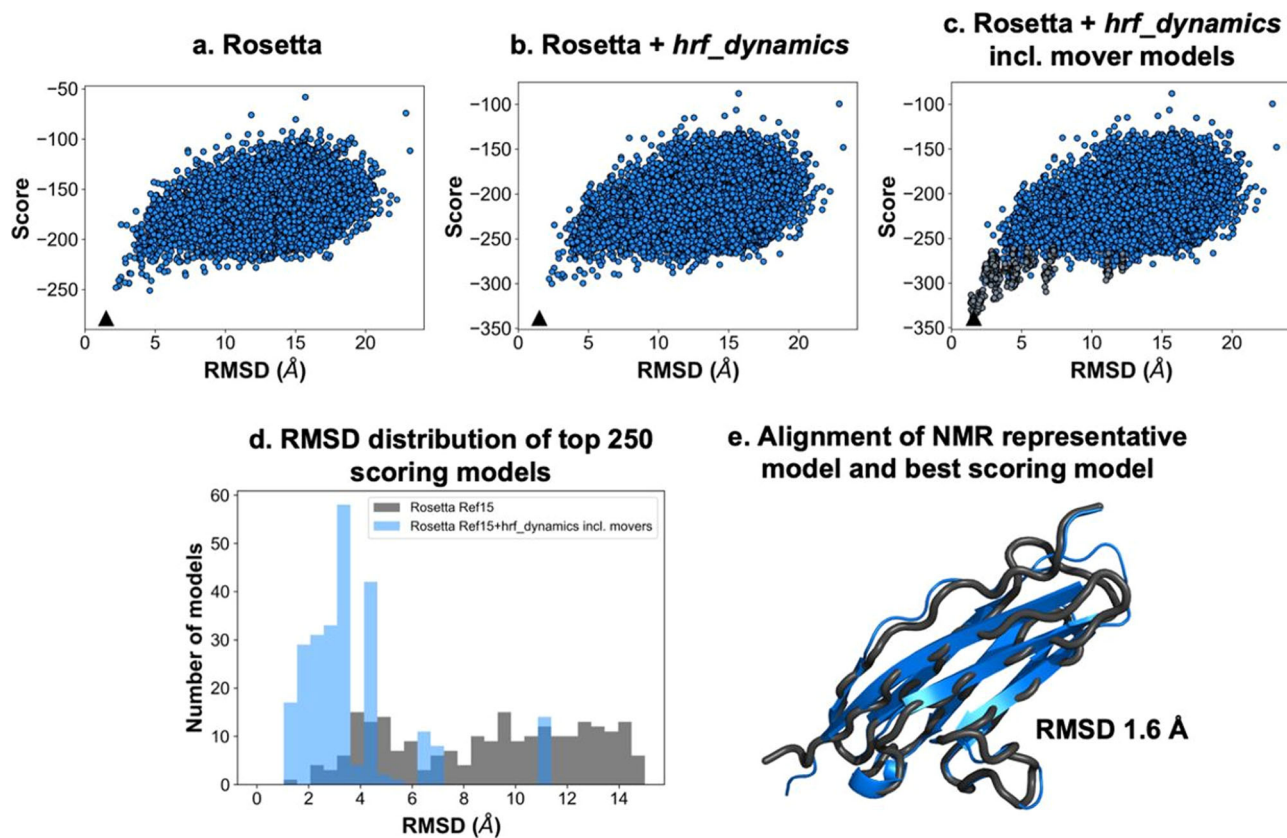 a. Rosetta
b. Rosetta + hrf_dynamics
c. Rosetta + hrf_dynamics
incl. mover models
−50
−100
−150
−200
−250
Score
0
5
10
15
20
RMSD (Å)
−100
−150
−200
−250
−300
−350
Score
0
5
10
15
20
RMSD (Å)
−100
−150
−200
−250
−300
−350
Score
0
5
10
15
20
RMSD (Å)
d. RMSD distribution of top 250
scoring models
60
50
40
30
20
10
0
Number of models
Rosetta Ref15
Rosetta Ref15+hrf_dynamics incl. movers
0
2
4
6
8
10
12
14
RMSD (Å)
e. Alignment of NMR representative
model and best scoring model
RMSD 1.6 Å